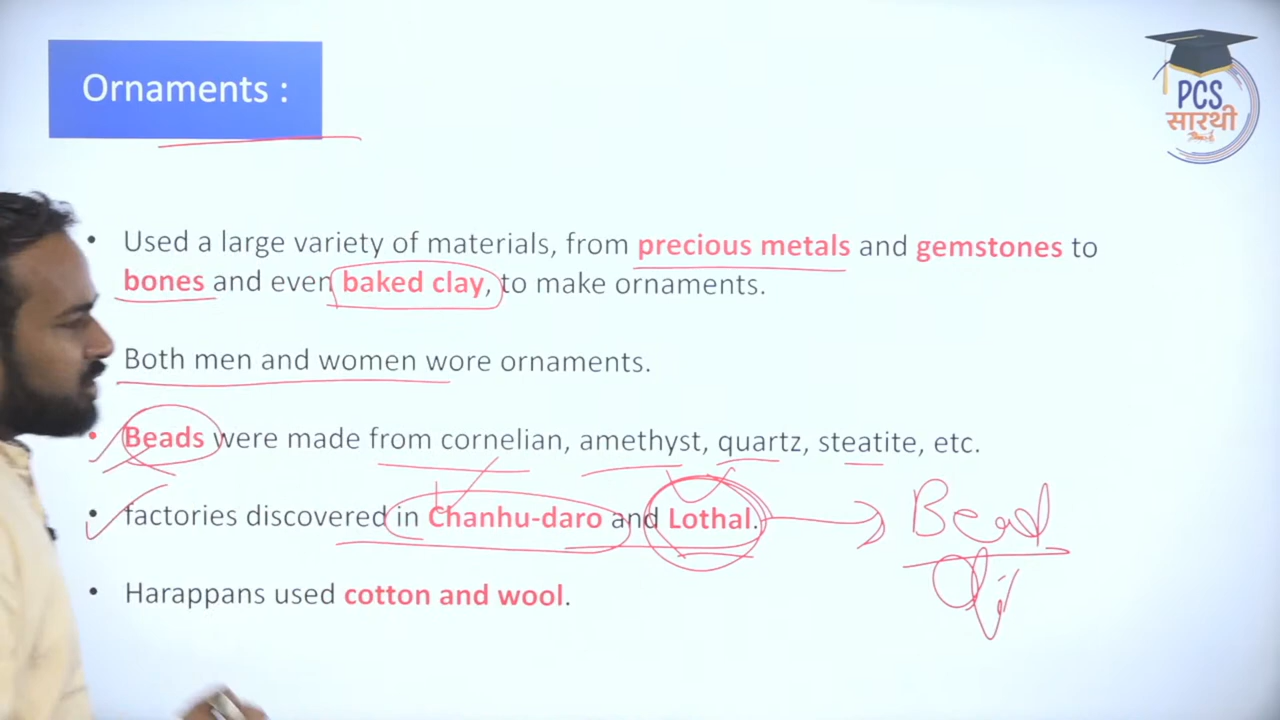 Ornaments :
PCS
सारथी
• Used a large variety of materials, from precious metals and gemstones to
bones and even baked clay, to make ornaments.
Both men and women wore ornaments.
• Beads were made from cornelian, amethyst, quartz, steatite, etc.
• factories discovered in Chanhu-daro and Lothal.
Bead
• Harappans used cotton and wool.